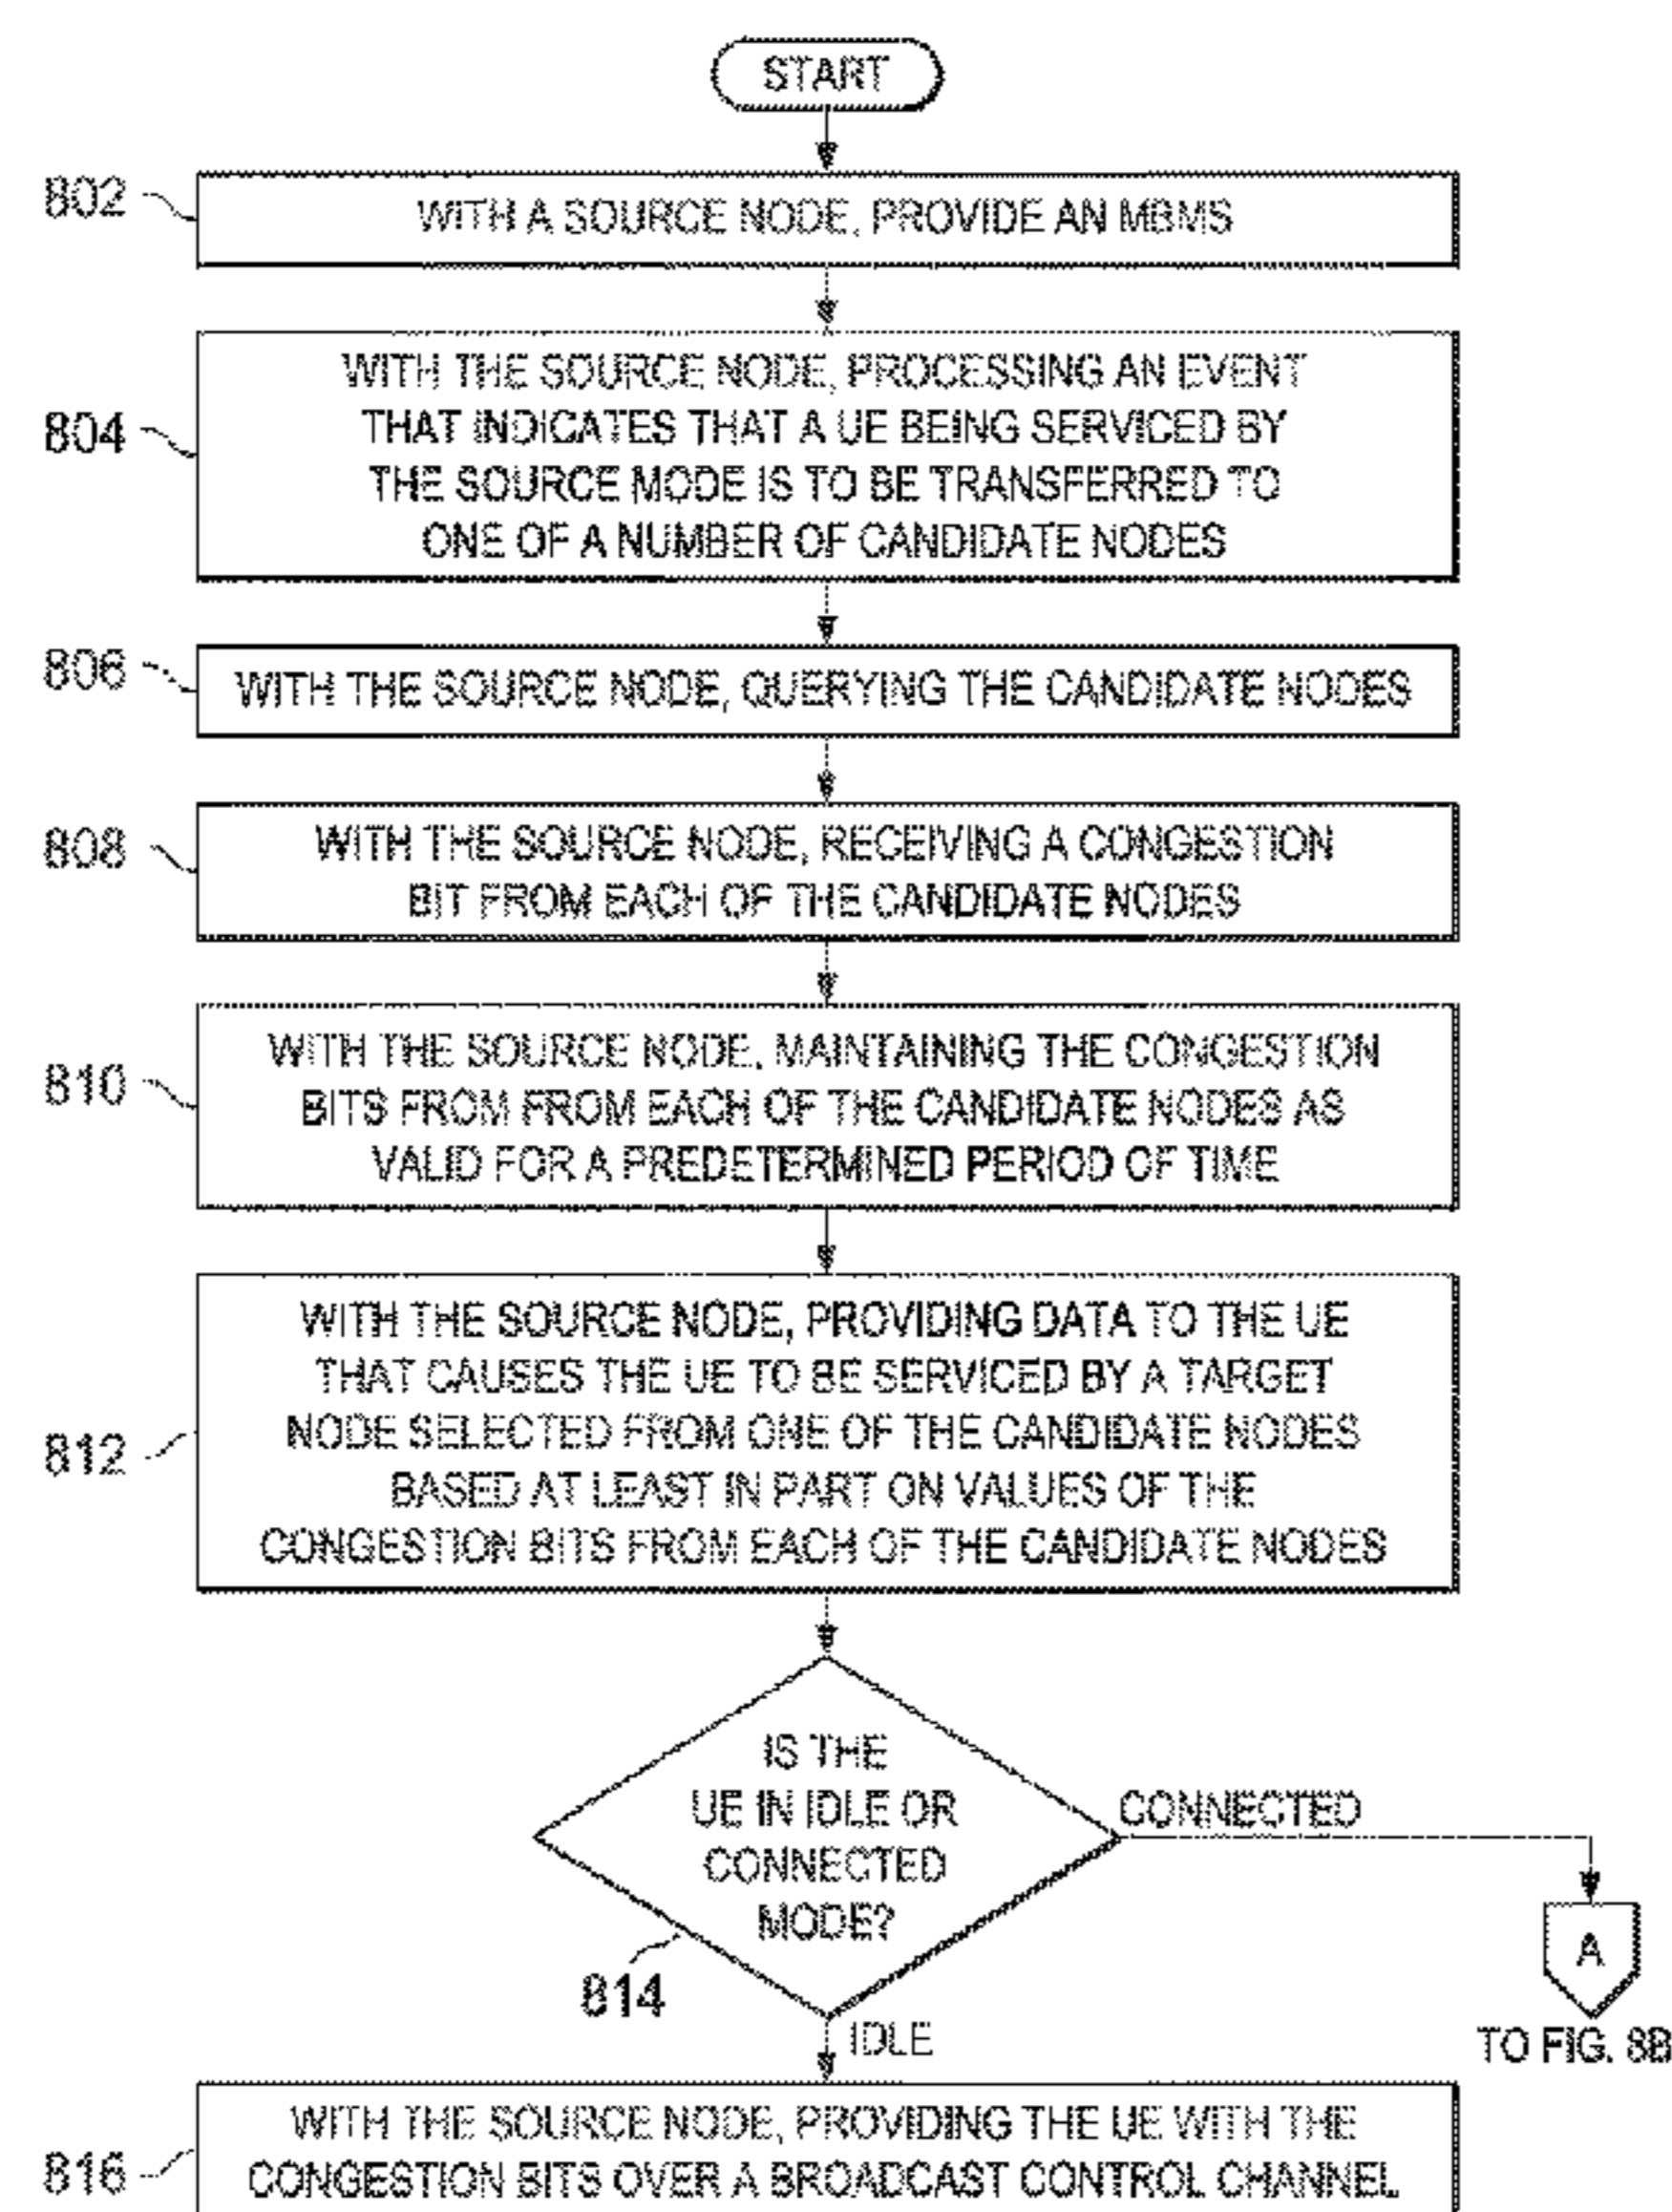 START
802
WITH A SOURCE NODE, PROVIDE AN MBMS
804
WITH THE SOURCE NODE, PROCESSING AN EVENT
THAT INDICATES THAT A UE BEING SERVICED BY
THE SOURCE MODE IS TO BE TRANSFERRED TO
ONE OF A NUMBER OF CANDIDATE NODES
806
WITH THE SOURCE NODE, QUERYING THE CANDIDATE NODES
808
WITH THE SOURCE NODE, RECEIVING A CONGESTION
BIT FROM EACH OF THE CANDIDATE NODES
810
WITH THE SOURCE NODE, MAINTAINING THE CONGESTION
BITS FROM FROM EACH OF THE CANDIDATE NODES AS
VALID FOR A PREDETERMINED PERIOD OF TIME
812
WITH THE SOURCE NODE, PROVIDING DATA TO THE UE
THAT CAUSES THE UE TO BE SERVICED BY A TARGET
NODE SELECTED FROM ONE OF THE CANDIDATE NODES
BASED AT LEAST IN PART ON VALUES OF THE
CONGESTION BITS FROM EACH OF THE CANDIDATE NODES
IS THE
UE IN IDLE OR
CONNECTED
MODE?
CONNECTED
814
A
IDLE
TO FIG. 8B
816
WITH THE SOURCE NODE, PROVIDING THE UE WITH THE
CONGESTION BITS OVER A BROADCAST CONTROL CHANNEL